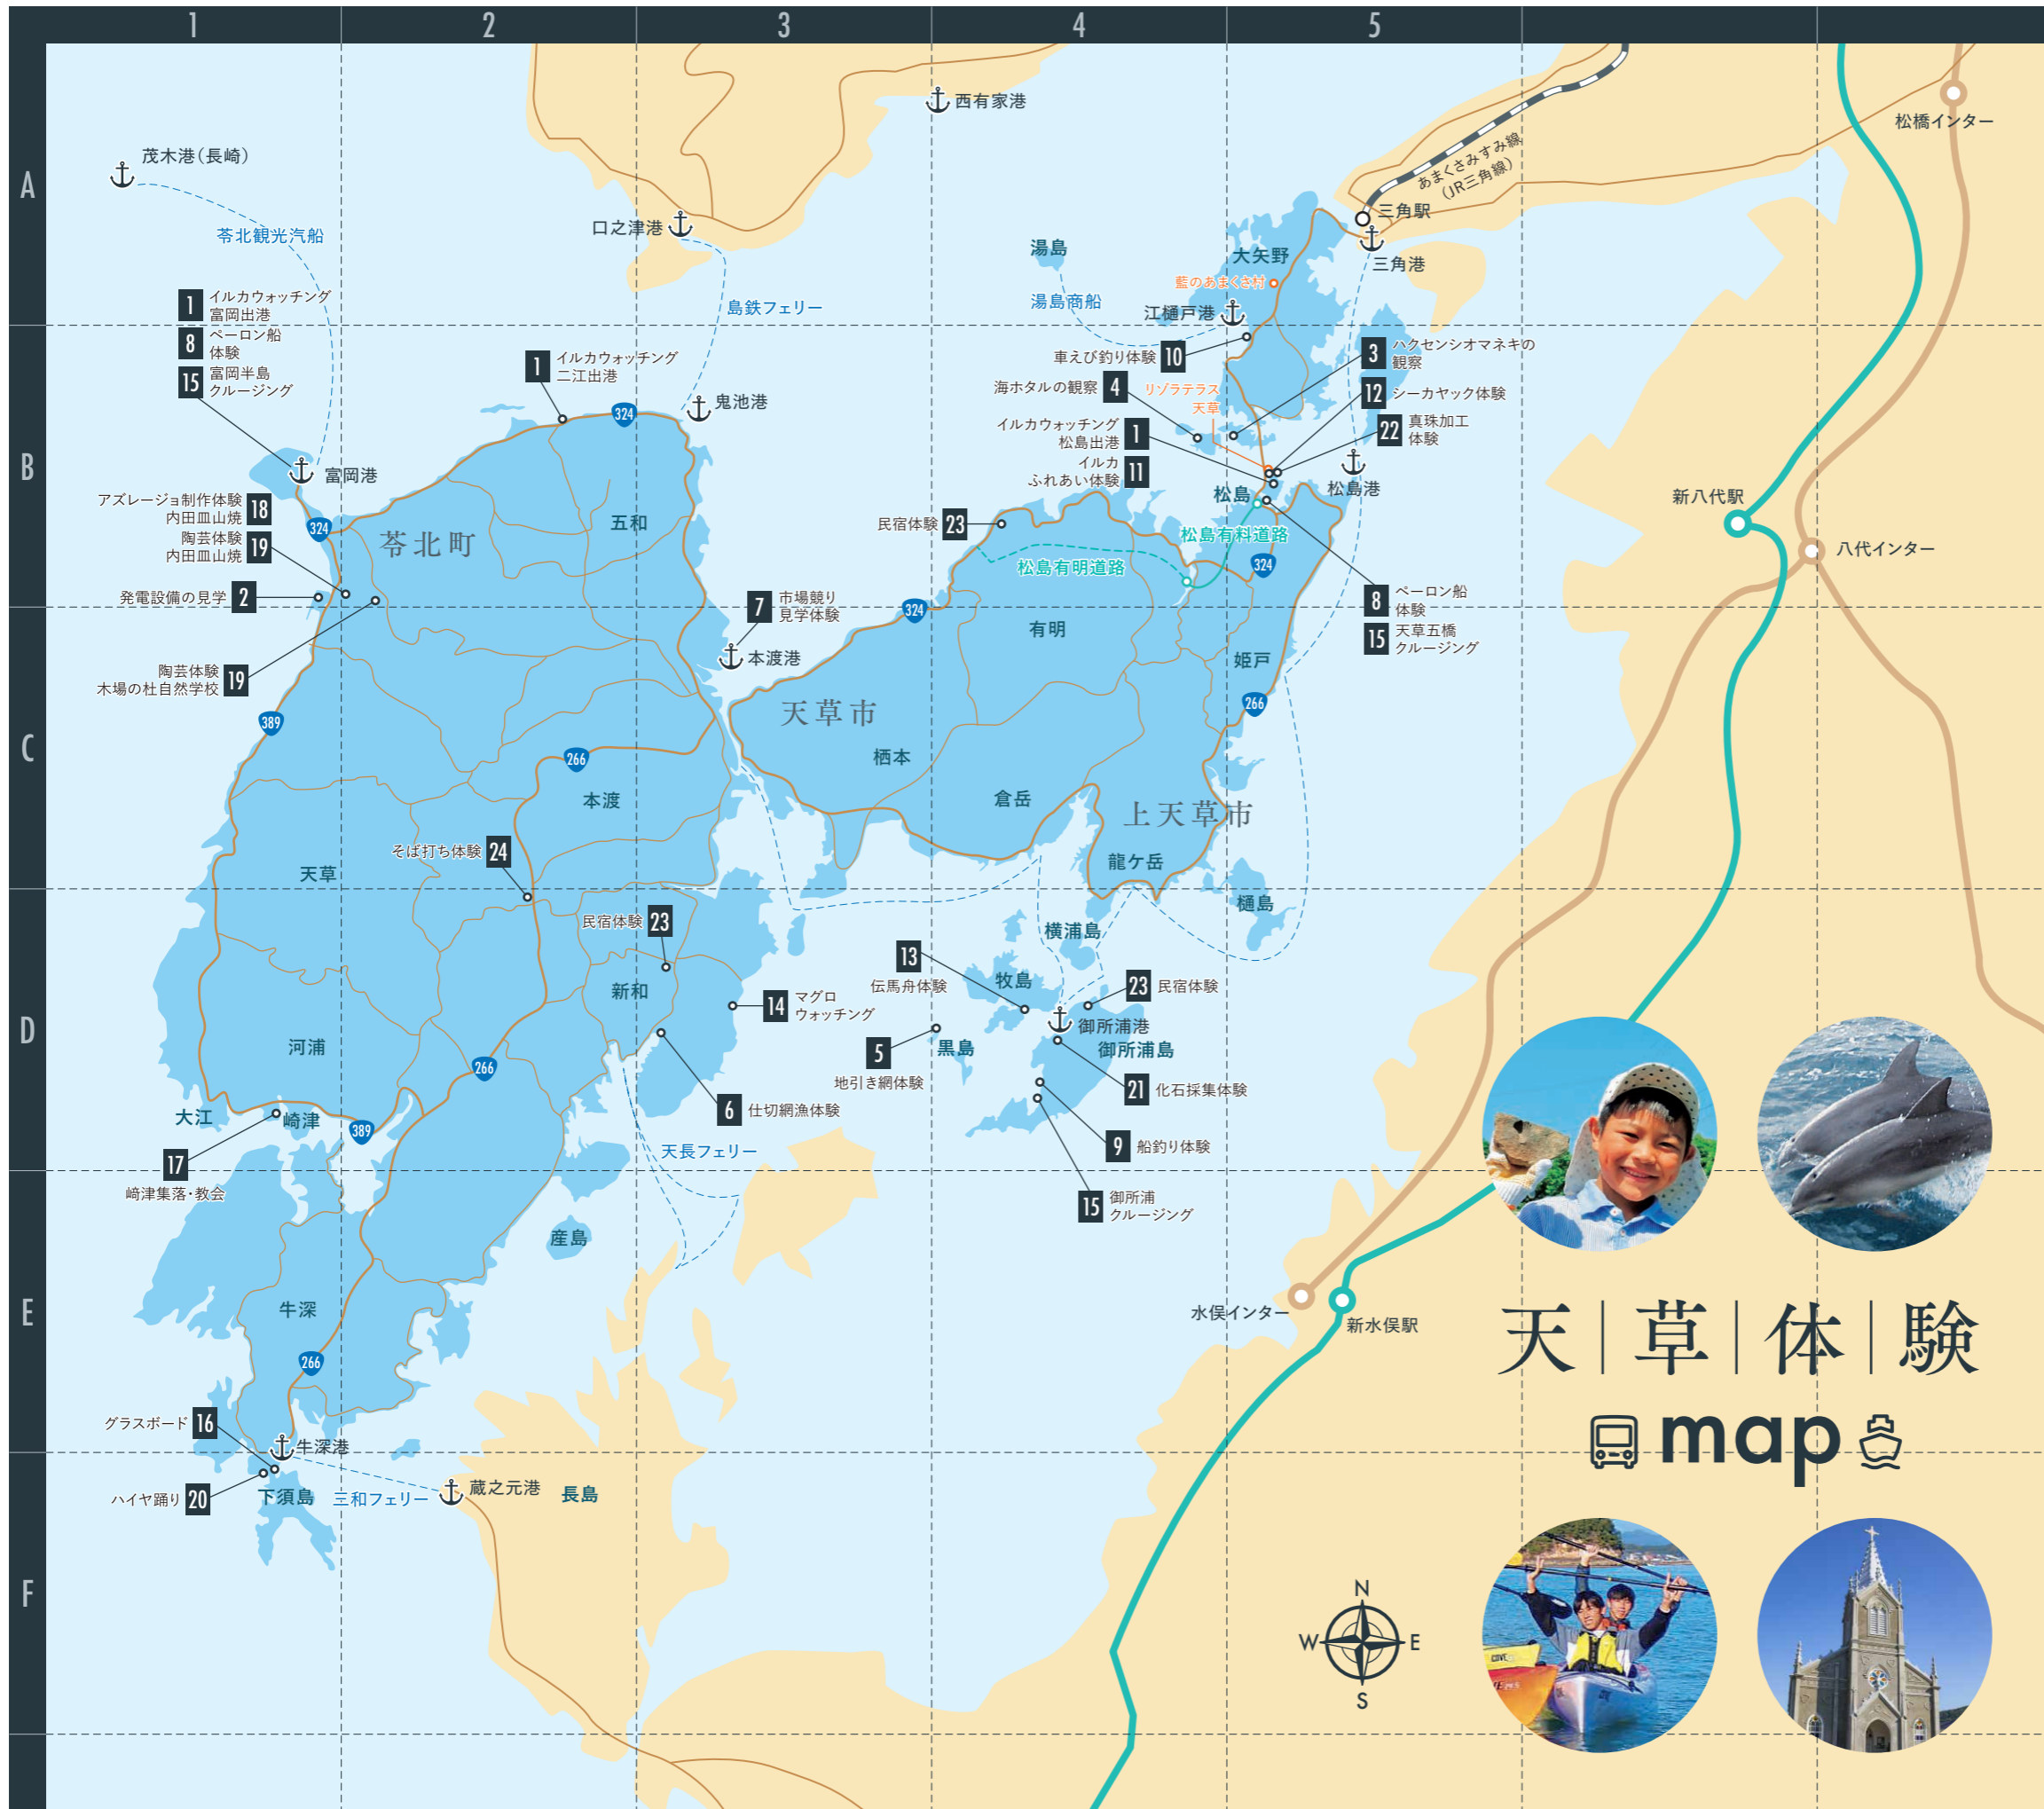 1
2
3
4
5
A
B
C
D
E
F
西有家港
松橋インター
茂木港(長崎)
あまくさみすみ線
(JR三角線)
三角駅
口之津港
苓北観光汽船
湯島
大矢野
三角港
藍のあまくさ村
1 イルカウォッチング
富岡出港
島鉄フェリー
湯島商船
江樋戸港
8 ペーロン船
体験
15 富岡半島
クルージング
1 イルカウォッチング
二江出港
車えび釣り体験 10
3 ハクセンシオマネキの
観察
海ホタルの観察 4
リゾラテラス
天草
12 シーカヤック体験
324
鬼池港
イルカウォッチング 1
松島出港
22 真珠加工
体験
イルカ 11
ふれあい体験
富岡港
松島
松島港
新八代駅
アズレージョ制作体験 18
内田皿山焼
324
五和
民宿体験 23
苓北町
陶芸体験 19
内田皿山焼
松島有料道路
八代インター
松島有明道路
324
発電設備の見学 2
7 市場競り
見学体験
324
8 ペーロン船
体験
有明
15 天草五橋
クルージング
本渡港
姫戸
陶芸体験 19
木場の杜自然学校
389
天草市
266
栖本
266
本渡
倉岳
上天草市
そば打ち体験 24
天草
龍ケ岳
樋島
民宿体験 23
横浦島
13
伝馬舟体験
牧島
23 民宿体験
新和
14 マグロ
ウォッチング
御所浦港
河浦
5
地引き網体験
黒島
御所浦島
266
21 化石採集体験
6 仕切網漁体験
大江
崎津
389
9 船釣り体験
天長フェリー
17
﨑津集落・教会
15 御所浦
クルージング
産島
牛深
水俣インター
新水俣駅
天草体験
266
グラスボード 16
牛深港
map
ハイヤ踊り 20
下須島
三和フェリー
蔵之元港
長島
N
W
E
S